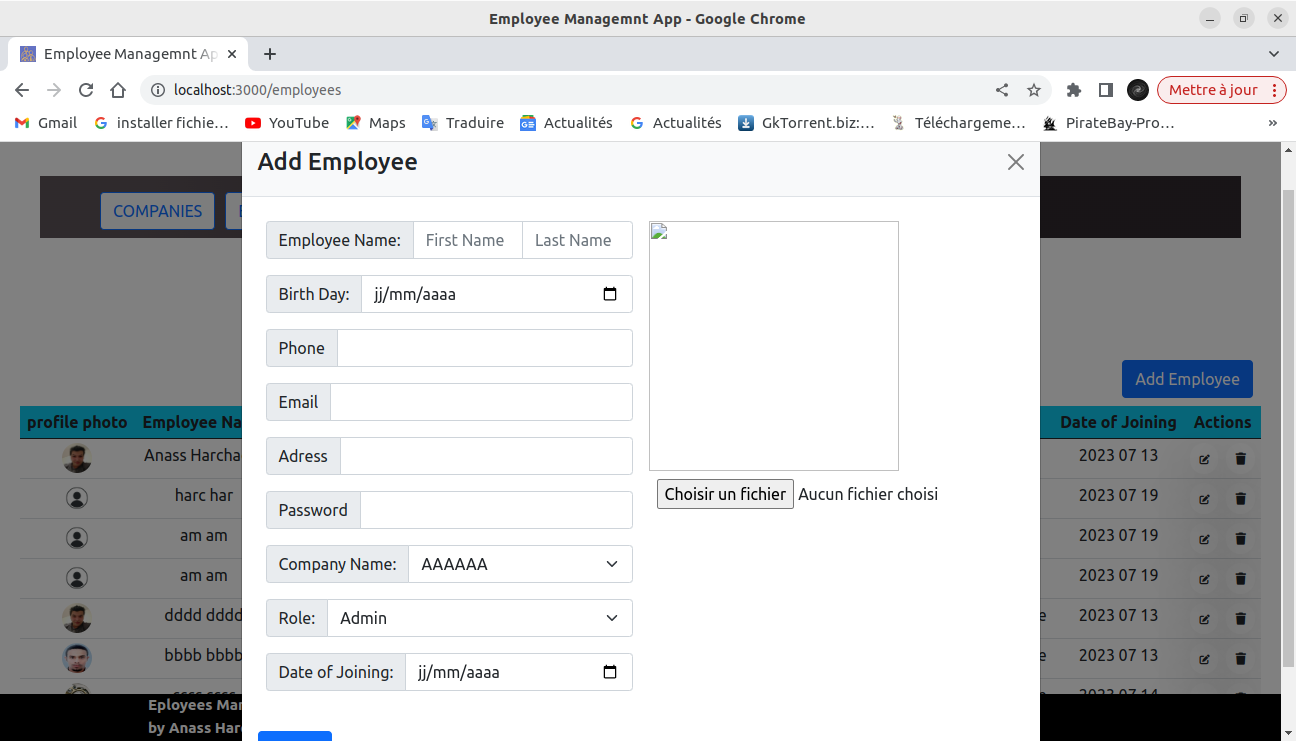 Employee Managemnt App - Google Chrome
Employee Managemnt Ap
localhost:3000/employees
Mettre à jour
Gmail
installer fichie...
YouTube
Maps
Traduire
Actualités
Actualités
GkTorrent.biz:...
Téléchargeme...
PirateBay-Pro...
»
Add Employee
COMPANIES
Employee Name: First Name Last Name
Birth Day: jj/mm/aaaa
Phone
Email
Adress
Password
Company Name: AAAAAA
Role: Admin
Date of Joining: jj/mm/aaaa
Choisir un fichier Aucun fichier choisi
Add Employee
profile photo Employee Na Date of Joining Actions
Anass Harcha 2023 07 13
harc har 2023 07 19
am am 2023 07 19
am am 2023 07 19
dddd dddd e 2023 07 13
bbbb bbbb e 2023 07 13
2023 07 14
Eployees Mar
by Anass Harc